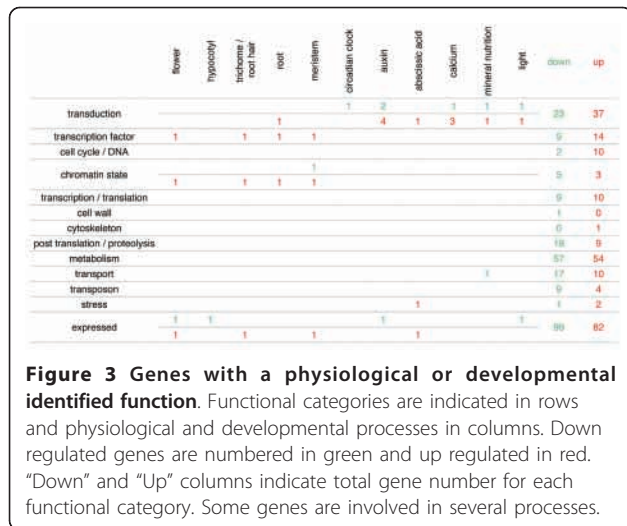 flower hypocotyl trichome / root hair root meristem circadian clock auxin abscissic acid calcium mineral nutrition light down up
1 2 1 1 1
transduction 23 37
1 4 1 3 1 1
transcription factor 1 1 1 1 9 14
cell cycle / DNA 2 10
1
chromatin state 5 3
1 1 1 1
transcription / translation 9 10
cell wall 1 0
cytoskeleton 0 1
post translation / proteolysis 18 9
metabolism 57 54
transport 1 17 10
transposon 9 4
stress 1 1 2
1 1 1 1
expressed 82
1 1 1 1
Figure 3 Genes with a physiological or developmental
identified function. Functional categories are indicated in rows
and physiological and developmental processes in columns. Down
regulated genes are numbered in green and up regulated in red.
"Down" and "Up" columns indicate total gene number for each
functional category. Some genes are involved in several processes.